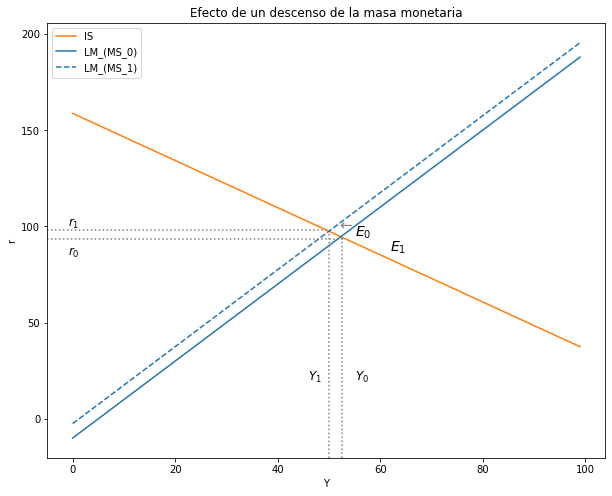 Efecto de un descenso de la masa monetaria
IS
LM_(MS_0)
LM_(MS_1)
200
150
100
50
0
r
r₁
r₀
←
E₀
E₁
Y₁
Y₀
0
20
40
60
80
100
Y